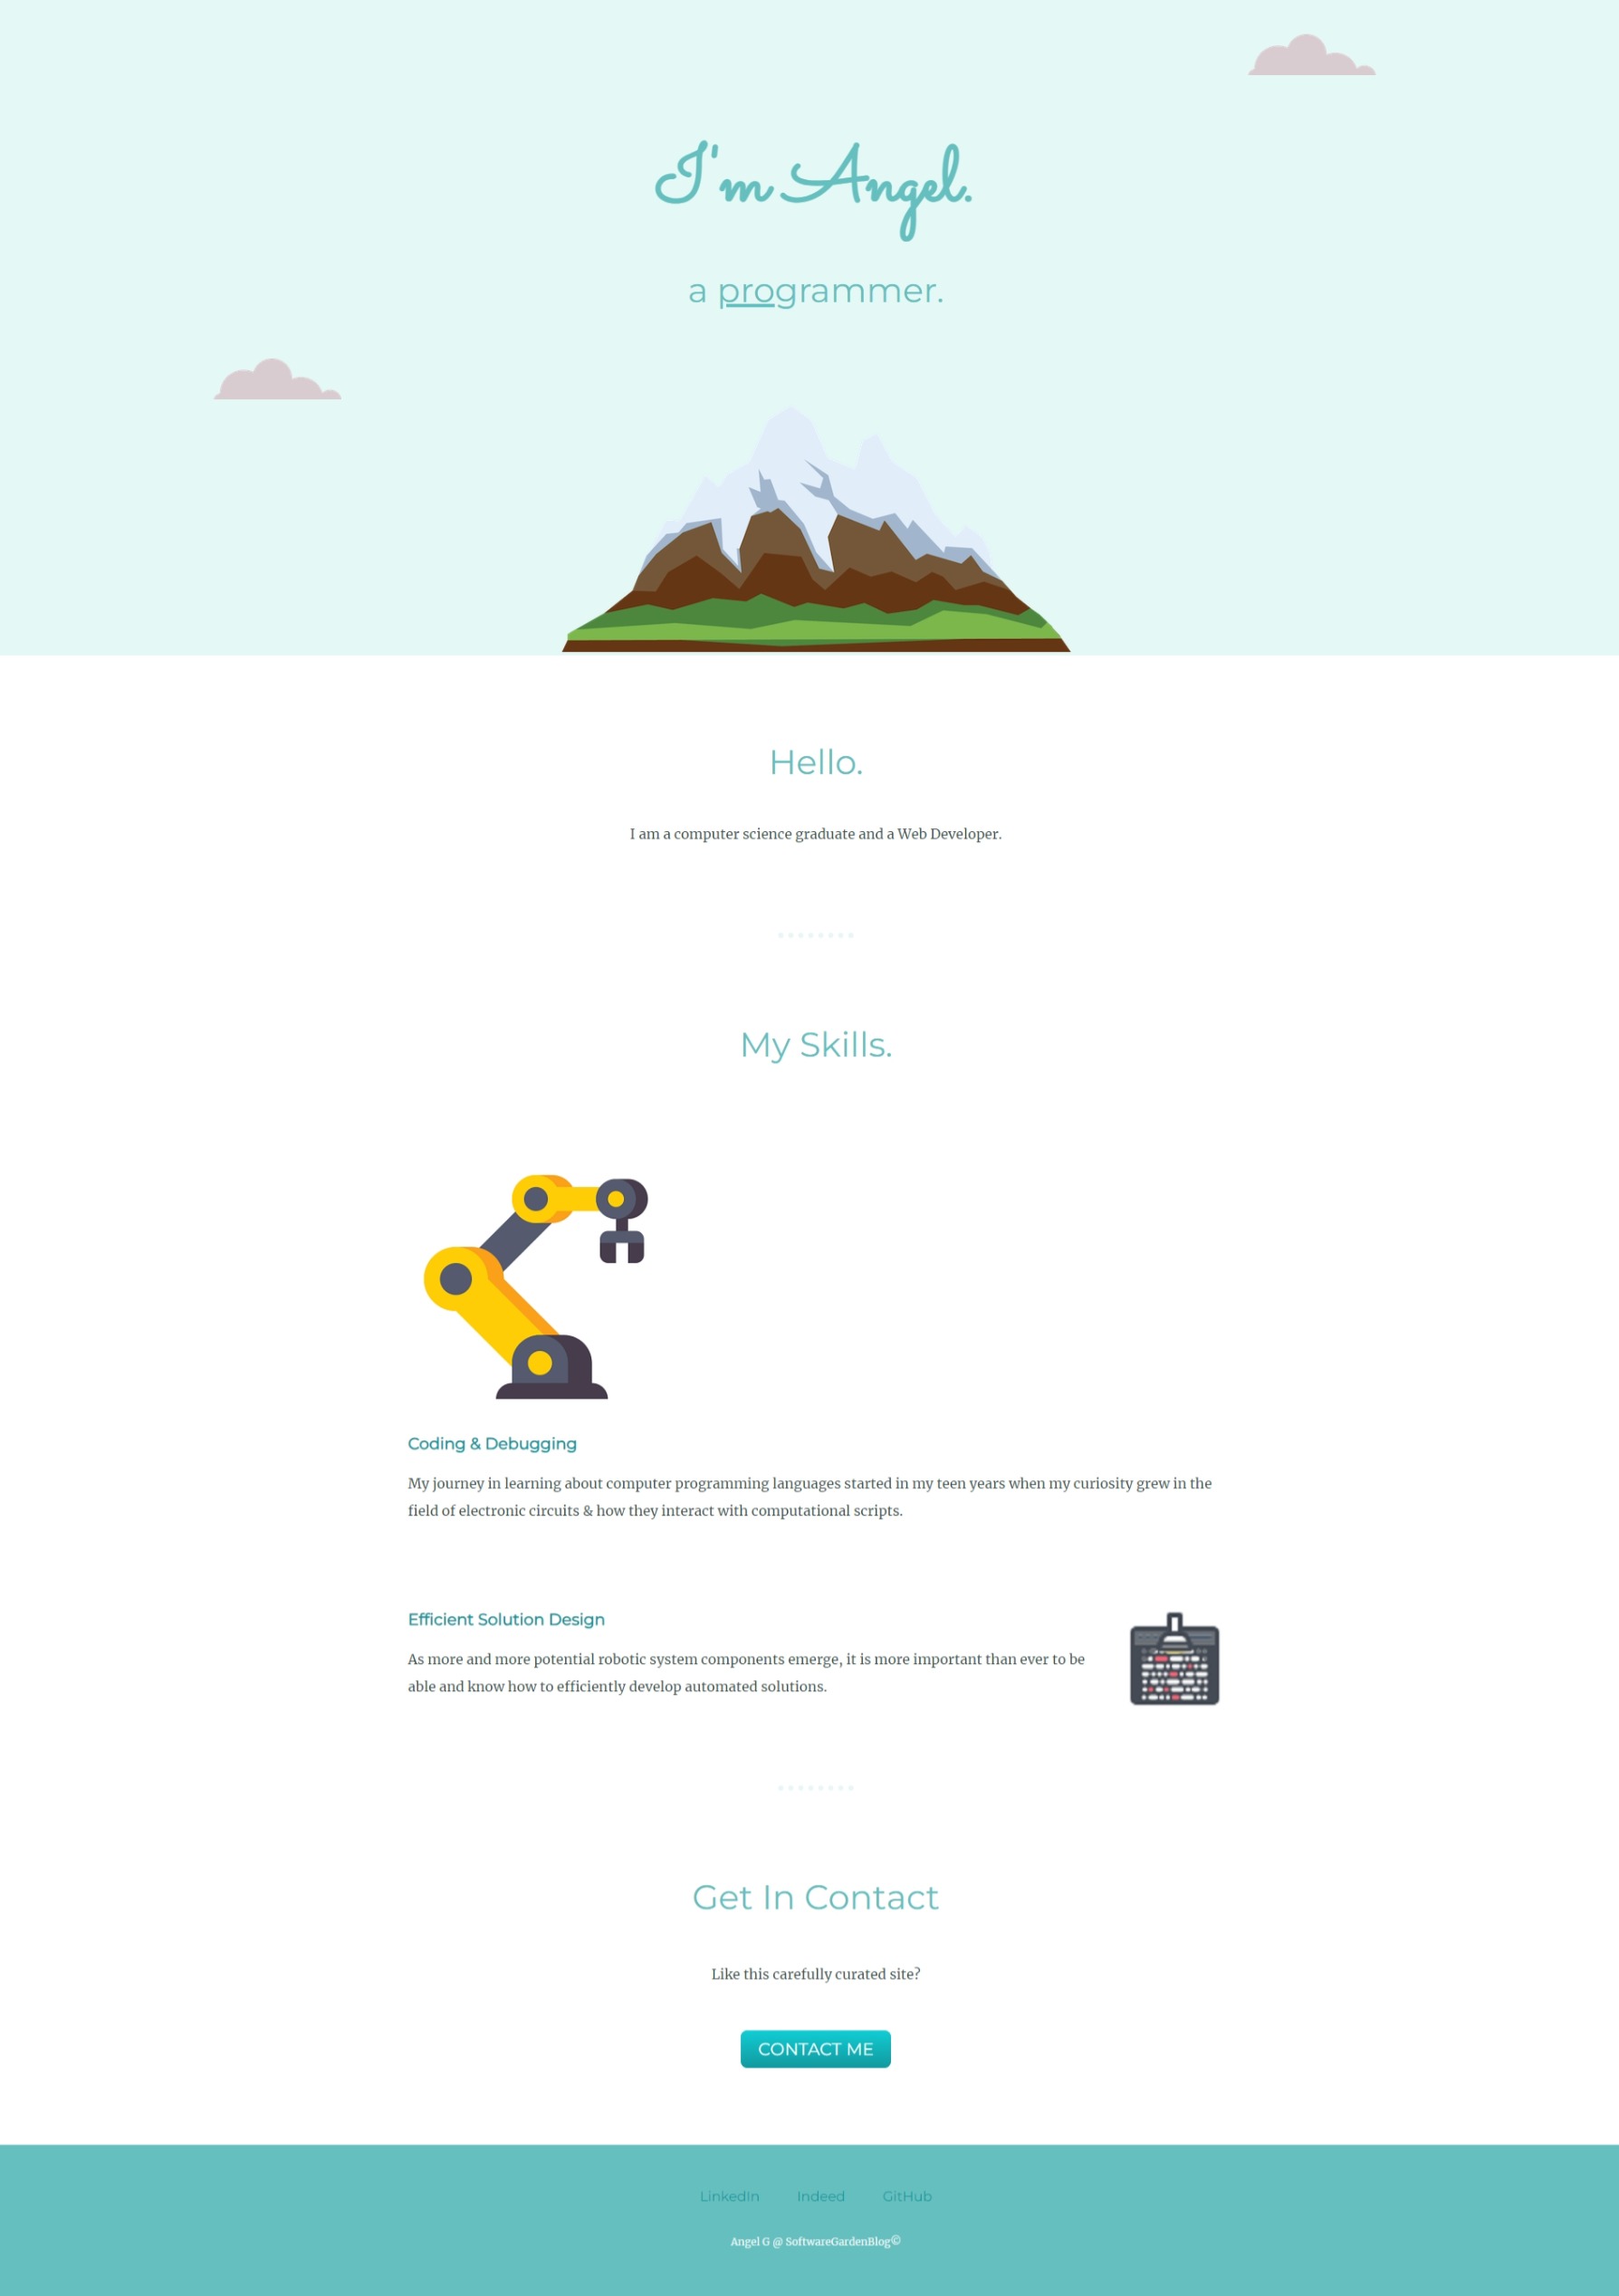 I'm Angel.
a programmer.
Hello.
I am a computer science graduate and a Web Developer.
My Skills.
Coding & Debugging
My journey in learning about computer programming languages started in my teen years when my curiosity grew in the
field of electronic circuits & how they interact with computational scripts.
Efficient Solution Design
As more and more potential robotic system components emerge, it is more important than ever to be
able and know how to efficiently develop automated solutions.
Get In Contact
Like this carefully curated site?
CONTACT ME
LinkedIn Indeed GitHub
Angel G @ SoftwareGardenBlog©